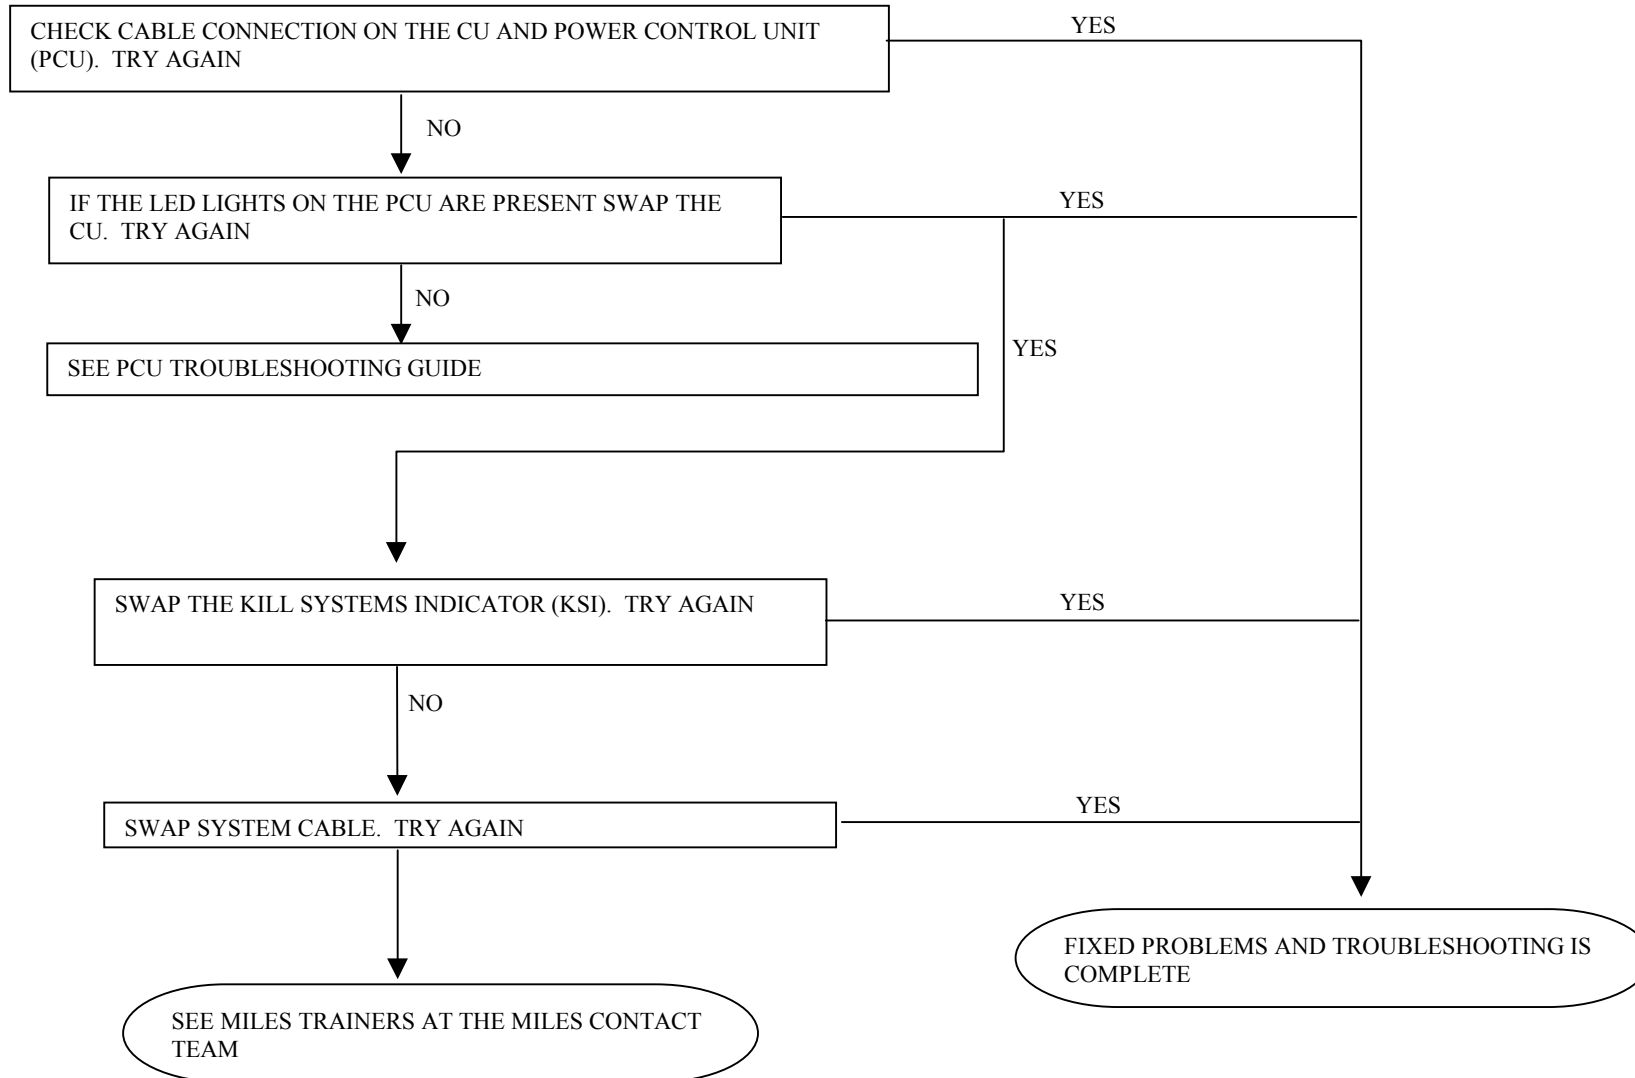 CHECK CABLE CONNECTION ON THE CU AND POWER CONTROL UNIT
(PCU).  TRY AGAIN
YES
NO
IF THE LED LIGHTS ON THE PCU ARE PRESENT SWAP THE
CU.  TRY AGAIN
YES
NO
YES
SEE PCU TROUBLESHOOTING GUIDE
SWAP THE KILL SYSTEMS INDICATOR (KSI).  TRY AGAIN
YES
NO
SWAP SYSTEM CABLE.  TRY AGAIN
YES
FIXED PROBLEMS AND TROUBLESHOOTING IS
COMPLETE
SEE MILES TRAINERS AT THE MILES CONTACT
TEAM